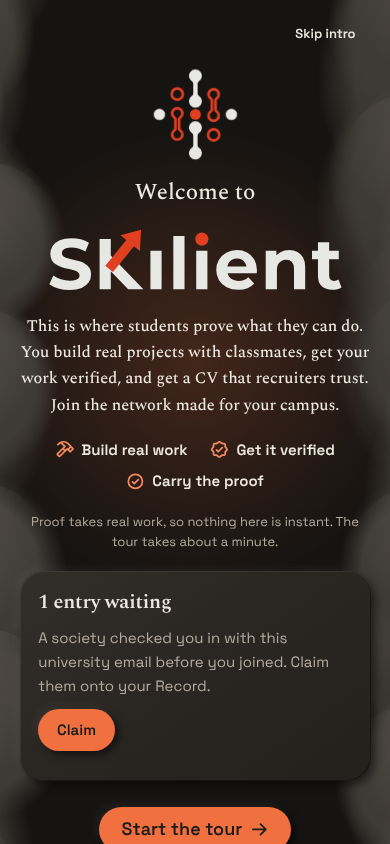 Skip intro
Welcome to
Skilient
This is where students prove what they can do.
You build real projects with classmates, get your
work verified, and get a CV that recruiters trust.
Join the network made for your campus.
Build real work Get it verified
Carry the proof
Proof takes real work, so nothing here is instant. The
tour takes about a minute.
1 entry waiting
A society checked you in with this
university email before you joined. Claim
them onto your Record.
Claim
Start the tour →